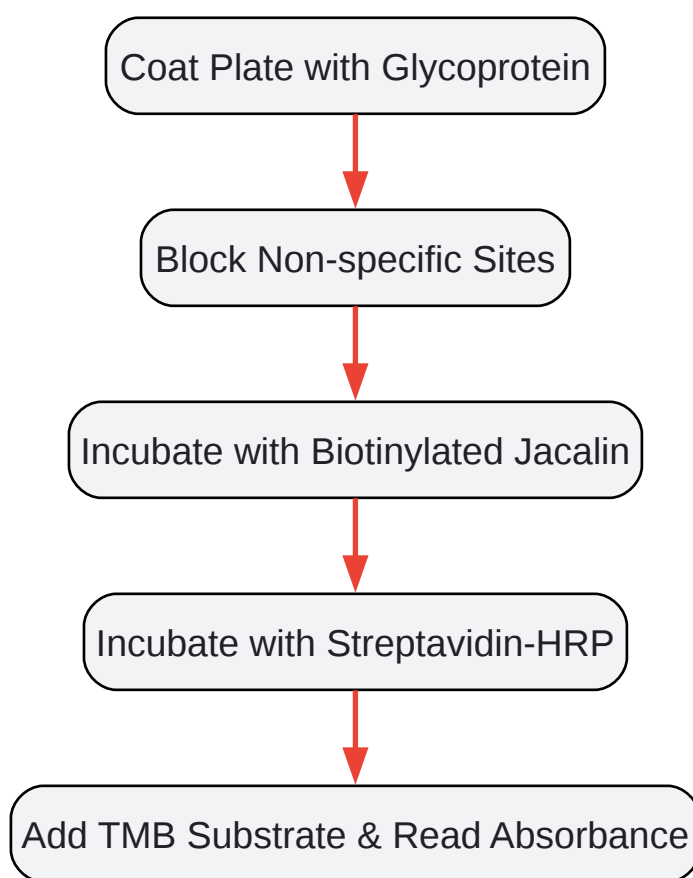 Coat Plate with Glycoprotein
Block Non-specific Sites
Incubate with Biotinylated Jacalin
Incubate with Streptavidin-HRP
Add TMB Substrate & Read Absorbance